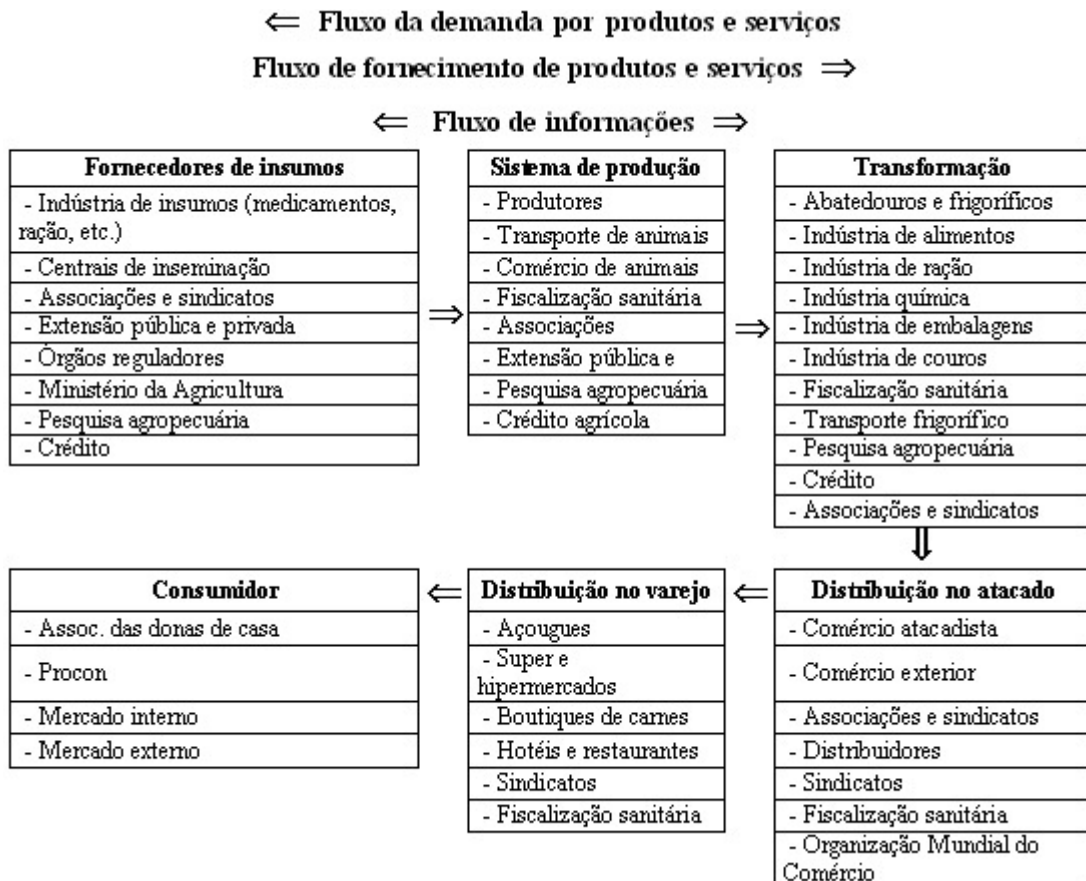 ⇐ Fluxo da demanda por produtos e serviços
Fluxo de fornecimento de produtos e serviços ⇒
⇐ Fluxo de informações ⇒
Fornecedores de insumos
- Indústria de insumos (medicamentos,
ração, etc.)
- Centrais de inseminação
- Associações e sindicatos
- Extensão pública e privada
- Órgãos reguladores
- Ministério da Agricultura
- Pesquisa agropecuária
- Crédito
⇒
Sistema de produção
- Produtores
- Transporte de animais
- Comércio de animais
- Fiscalização sanitária
- Associações
- Extensão pública e
- Pesquisa agropecuária
- Crédito agrícola
⇒
Transformação
- Abatedouros e frigoríficos
- Indústria de alimentos
- Indústria de ração
- Indústria química
- Indústria de embalagens
- Indústria de couros
- Fiscalização sanitária
- Transporte frigorífico
- Pesquisa agropecuária
- Crédito
- Associações e sindicatos
⇓
Consumidor
- Assoc. das donas de casa
- Procon
- Mercado interno
- Mercado externo
⇐
Distribuição no varejo
- Açougues
- Super e
hipermercados
- Boutiques de carnes
- Hotéis e restaurantes
- Sindicatos
- Fiscalização sanitária
⇐
Distribuição no atacado
- Comércio atacadista
- Comércio exterior
- Associações e sindicatos
- Distribuidores
- Sindicatos
- Fiscalização sanitária
- Organização Mundial do
Comércio